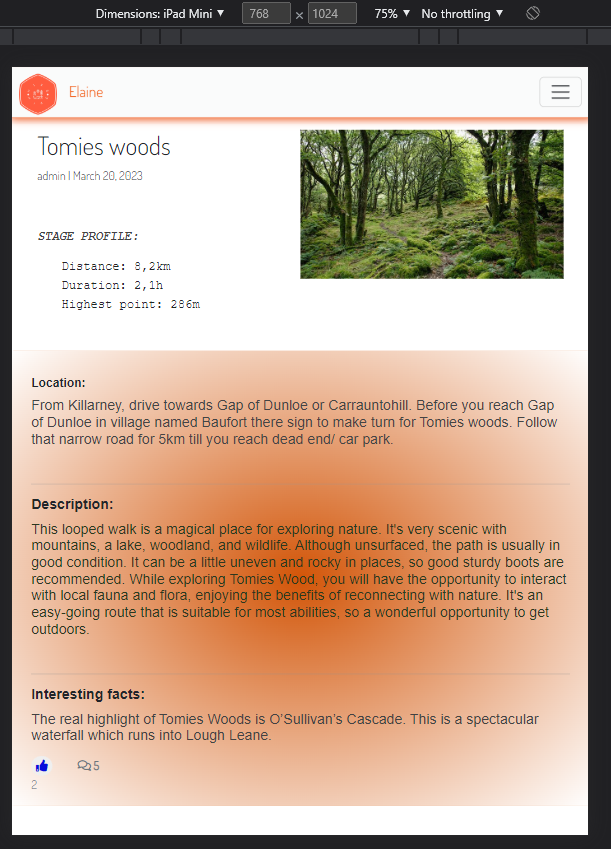 Dimensions: iPad Mini ▼ 768 × 1024 75% ▼ No throttling ▼
Elaine
Tomies woods
admin | March 20, 2023
STAGE PROFILE:
Distance: 8,2km
Duration: 2,1h
Highest point: 286m
Location:
From Killarney, drive towards Gap of Dunloe or Carrauntohill. Before you reach Gap
of Dunloe in village named Baufort there sign to make turn for Tomies woods. Follow
that narrow road for 5km till you reach dead end/ car park.
Description:
This looped walk is a magical place for exploring nature. It's very scenic with
mountains, a lake, woodland, and wildlife. Although unsurfaced, the path is usually in
good condition. It can be a little uneven and rocky in places, so good sturdy boots are
recommended. While exploring Tomies Wood, you will have the opportunity to interact
with local fauna and flora, enjoying the benefits of reconnecting with nature. It's an
easy-going route that is suitable for most abilities, so a wonderful opportunity to get
outdoors.
Interesting facts:
The real highlight of Tomies Woods is O’Sullivan’s Cascade. This is a spectacular
waterfall which runs into Lough Leane.
5
2